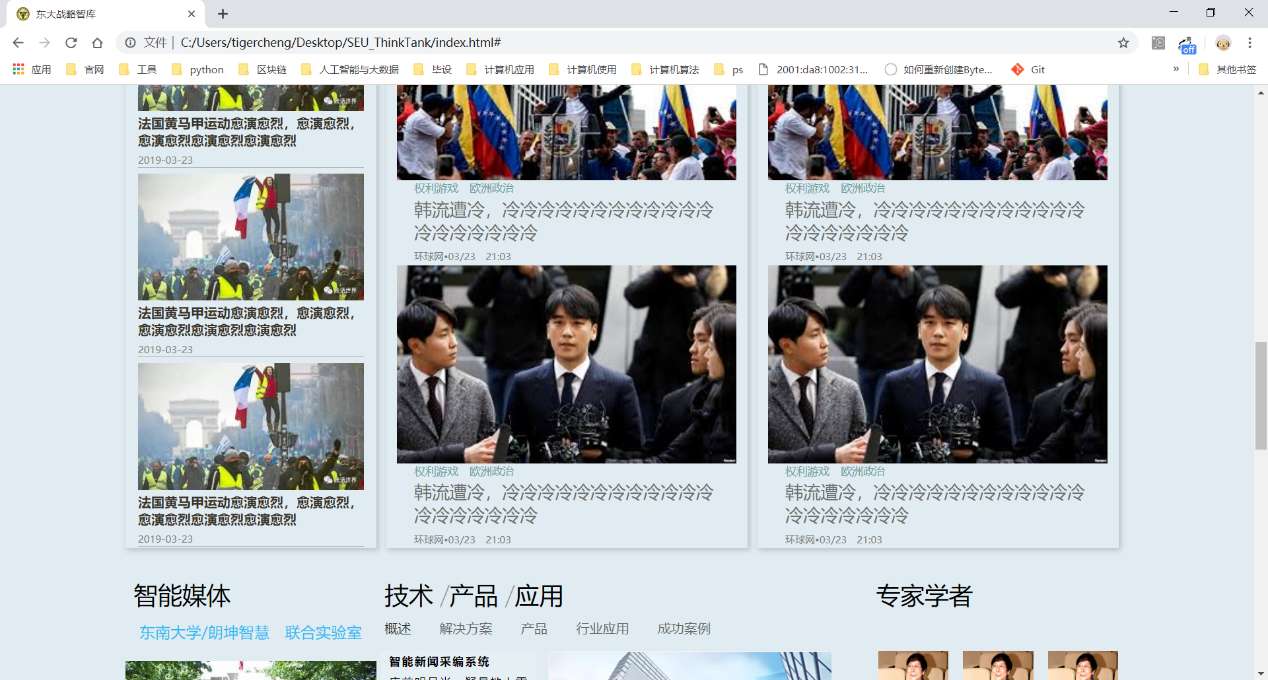 东大战略智库
文件 | C:/Users/tigercheng/Desktop/SEU_ThinkTank/index.html#
off
应用 官网 工具 python 区块链 人工智能与大数据 毕设 计算机应用 计算机使用 计算机算法 ps 2001:da8:1002:31... 如何重新创建Byte... Git » 其他书签
法国黄马甲运动愈演愈烈，愈演愈烈，
愈演愈烈愈演愈烈愈演愈烈
2019-03-23
法国黄马甲运动愈演愈烈，愈演愈烈，
愈演愈烈愈演愈烈愈演愈烈
2019-03-23
法国黄马甲运动愈演愈烈，愈演愈烈，
愈演愈烈愈演愈烈愈演愈烈
2019-03-23
权利游戏 欧洲政治
韩流遭冷，冷冷冷冷冷冷冷冷冷冷冷冷
冷冷冷冷冷冷冷
环球网•03/23 21:03
权利游戏 欧洲政治
韩流遭冷，冷冷冷冷冷冷冷冷冷冷冷冷
冷冷冷冷冷冷冷
环球网•03/23 21:03
权利游戏 欧洲政治
韩流遭冷，冷冷冷冷冷冷冷冷冷冷冷冷
冷冷冷冷冷冷冷
环球网•03/23 21:03
权利游戏 欧洲政治
韩流遭冷，冷冷冷冷冷冷冷冷冷冷冷冷
冷冷冷冷冷冷冷
环球网•03/23 21:03
智能媒体
东南大学/朗坤智慧 联合实验室
技术 /产品 /应用
概述 解决方案 产品 行业应用 成功案例
智能新闻采编系统
专家学者